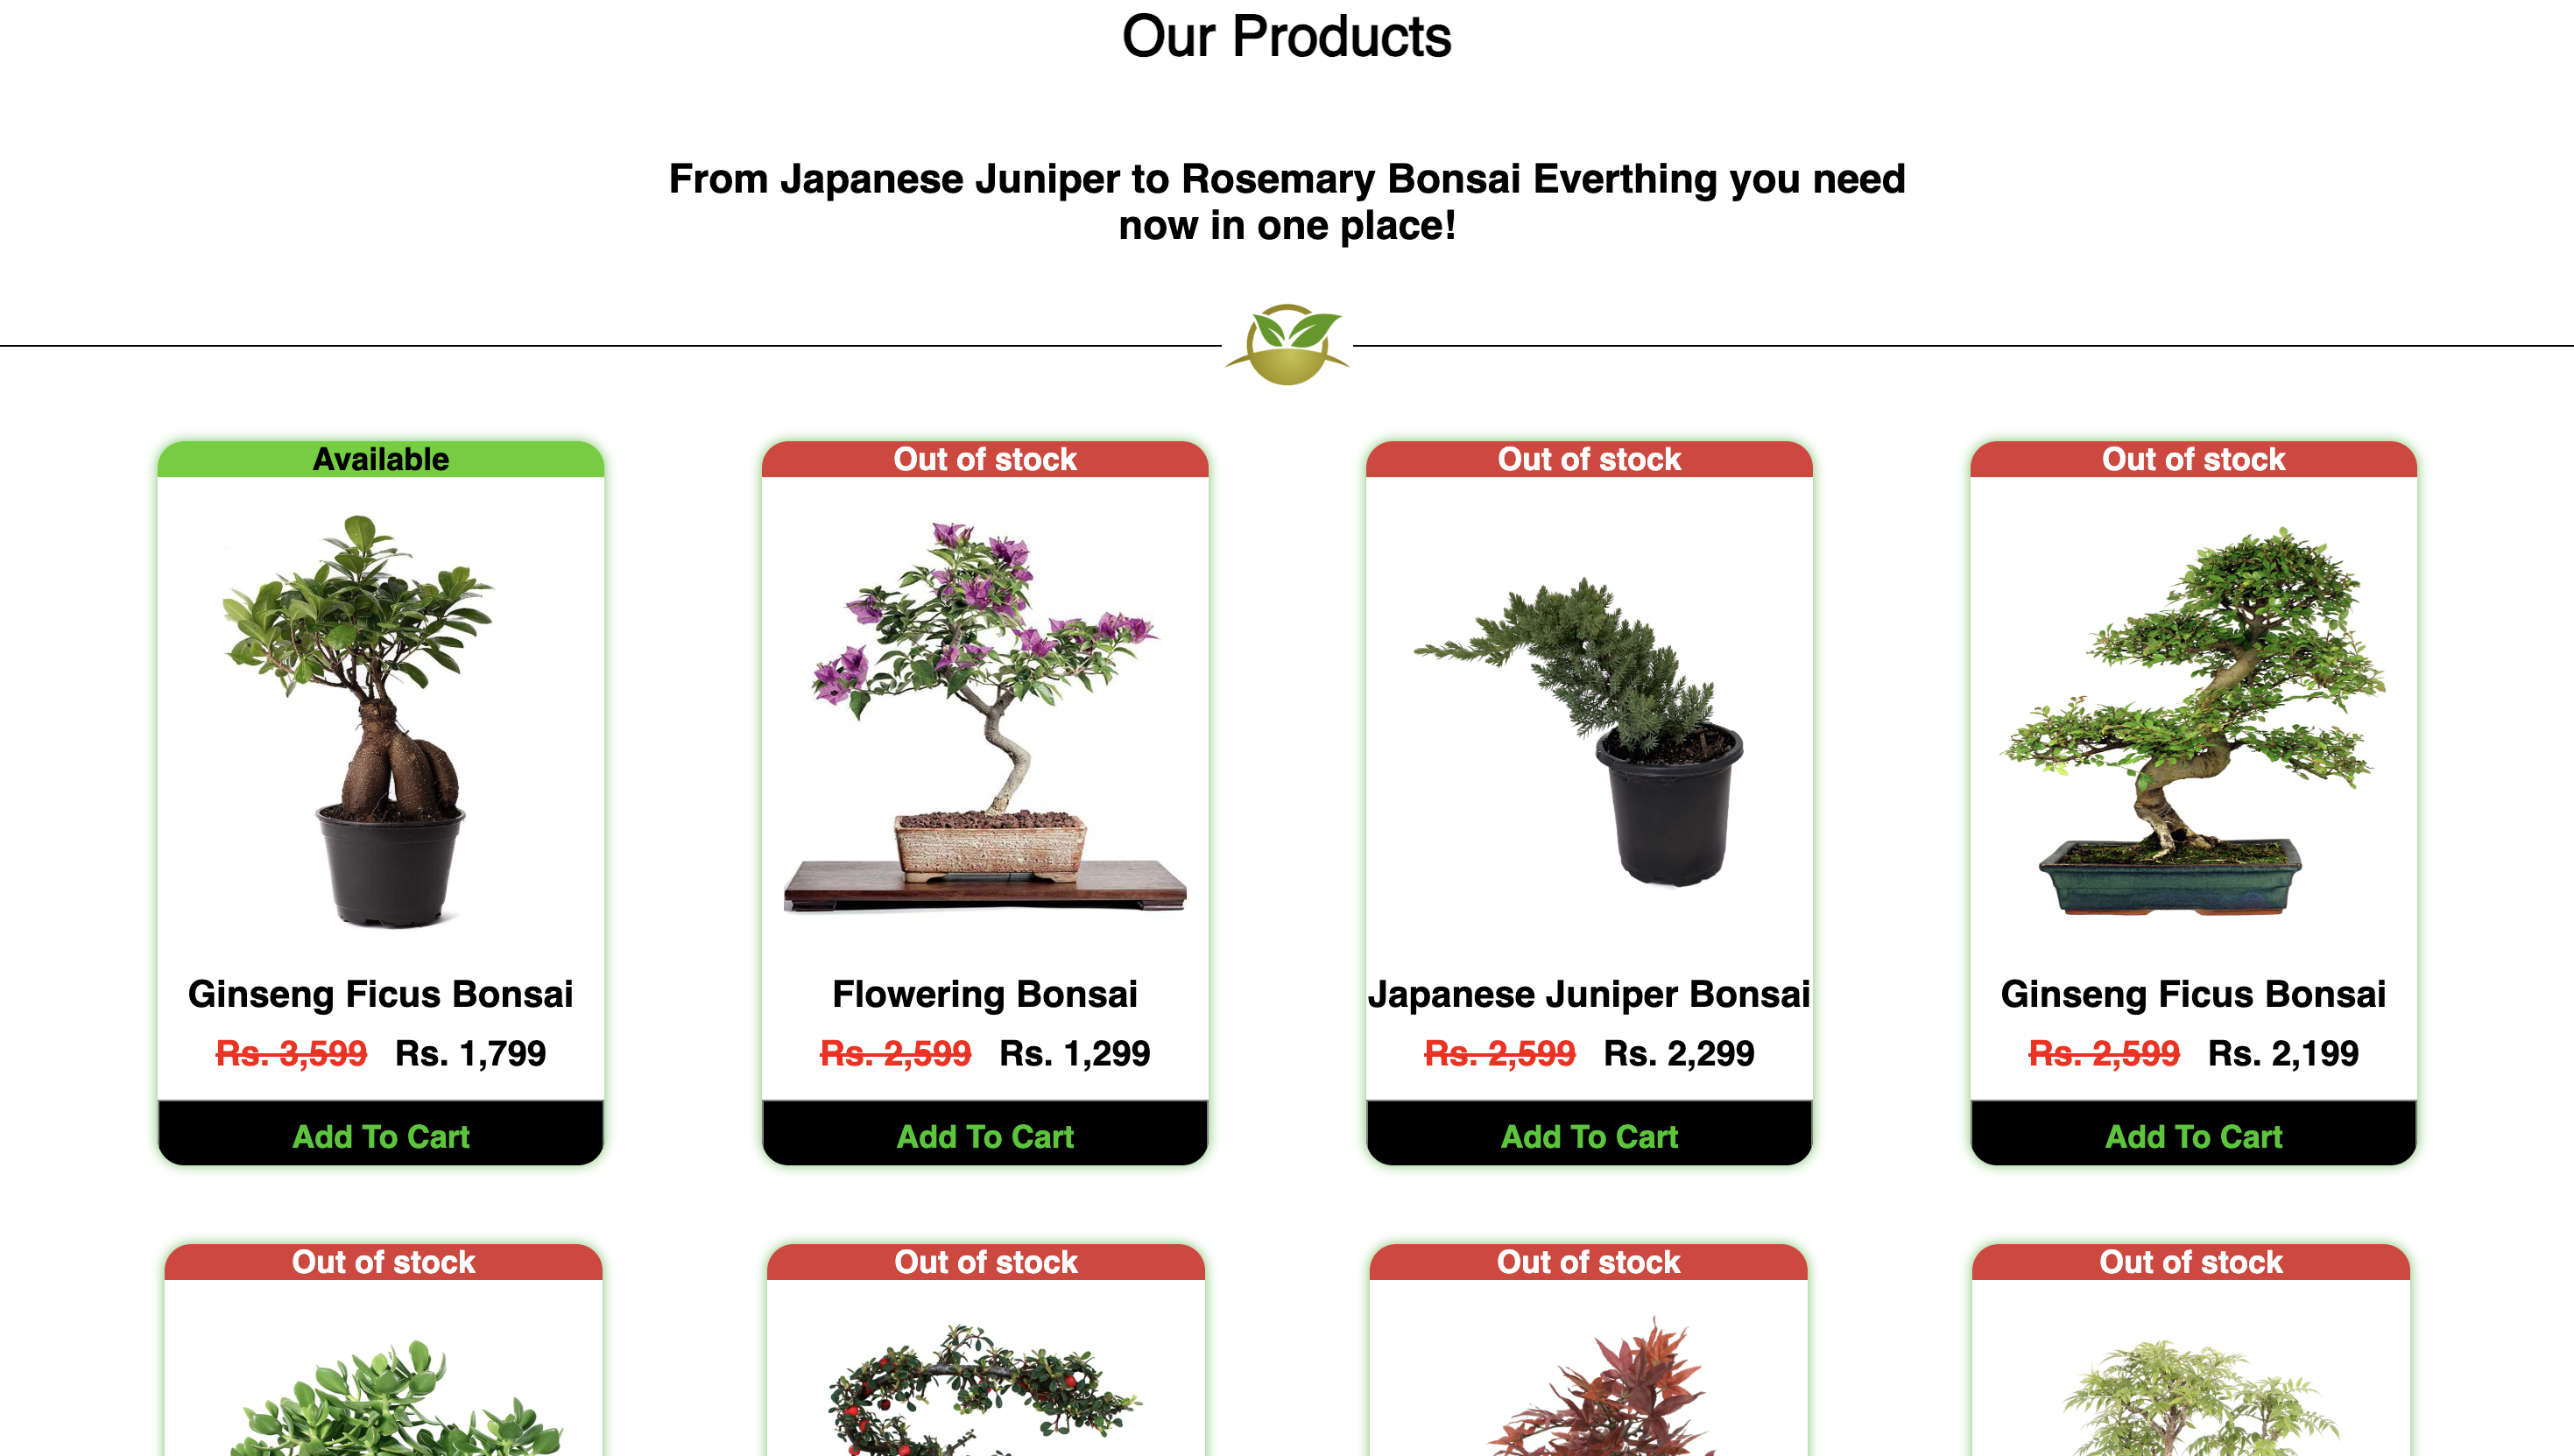 Our Products
From Japanese Juniper to Rosemary Bonsai Everthing you need
now in one place!
Available
Out of stock
Out of stock
Out of stock
Ginseng Ficus Bonsai
Flowering Bonsai
Japanese Juniper Bonsai
Ginseng Ficus Bonsai
Rs. 3,599 Rs. 1,799
Rs. 2,599 Rs. 1,299
Rs. 2,599 Rs. 2,299
Rs. 2,599 Rs. 2,199
Add To Cart
Add To Cart
Add To Cart
Add To Cart
Out of stock
Out of stock
Out of stock
Out of stock